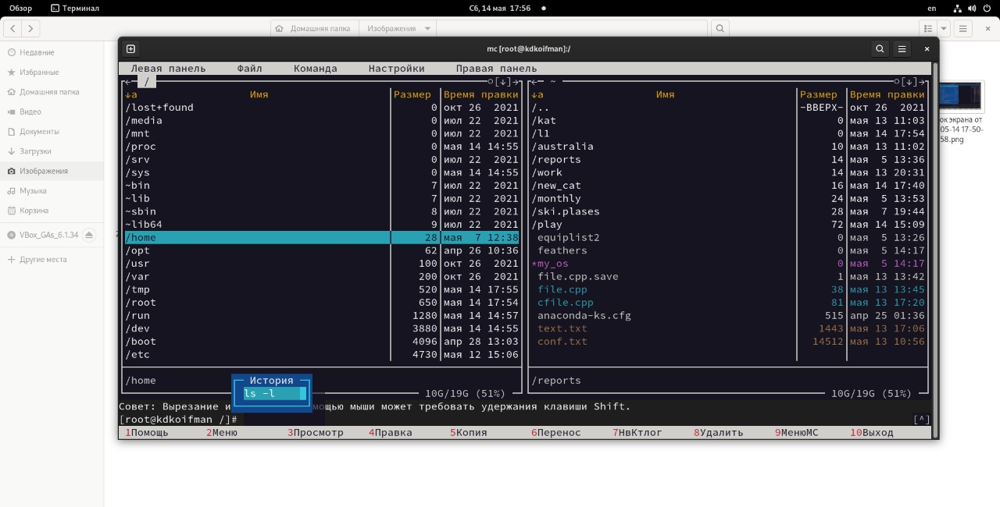 Обзор Терминал Сб, 14 мая 17:56 en
Домашняя папка Изображения
Недавние
Избранные
Домашняя папка
Видео
Документы
Загрузки
Изображения
Музыка
Корзина
VBox_GAs_6.1.34
Другие места
ок экрана от
05-14 17-50-
58.png
mc [root@kdkoifman]:/
Левая панель Файл Команда Настройки Правая панель
←─ / ○[↓]→
↓а Имя Размер Время правки
/lost+found 0 окт 26 2021
/media 0 июл 22 2021
/mnt 0 июл 22 2021
/proc 0 мая 14 14:55
/srv 0 июл 22 2021
/sys 0 мая 14 14:55
~bin 7 июл 22 2021
~lib 7 июл 22 2021
~sbin 8 июл 22 2021
~lib64 9 июл 22 2021
/home 28 мая 7 12:38
/opt 62 апр 26 10:36
/usr 100 окт 26 2021
/var 200 окт 26 2021
/tmp 520 мая 14 17:55
/root 650 мая 14 17:54
/run 1280 мая 14 14:57
/dev 3880 мая 14 14:55
/boot 4096 апр 28 13:03
/etc 4730 мая 12 15:06
/home
10G/19G (51%)
←─ ~ ○[↓]→
↓а Имя Размер Время правки
/.. -ВВЕРХ- окт 26 2021
/kat 0 мая 13 11:03
/l1 0 мая 14 17:54
/australia 10 мая 13 11:02
/reports 14 мая 5 13:36
/work 14 мая 13 20:31
/new_cat 16 мая 14 17:40
/monthly 24 мая 5 13:53
/ski.plases 28 мая 7 19:44
/play 72 мая 14 15:09
equiplist2 0 мая 5 13:26
feathers 0 мая 5 14:17
*my_os 0 мая 5 14:17
file.cpp.save 1 мая 13 13:42
file.cpp 38 мая 13 13:45
cfile.cpp 81 мая 13 17:20
anaconda-ks.cfg 515 апр 25 01:36
text.txt 1443 мая 13 17:06
conf.txt 14512 мая 13 10:56
/reports
10G/19G (51%)
История
ls -l
Совет: Вырезание и мощью мыши может требовать удержания клавиши Shift.
[root@kdkoifman /]# [^]
1Помощь 2Меню 3Просмотр 4Правка 5Копия 6Перенос 7НвКтлог 8Удалить 9МенюМС 10Выход